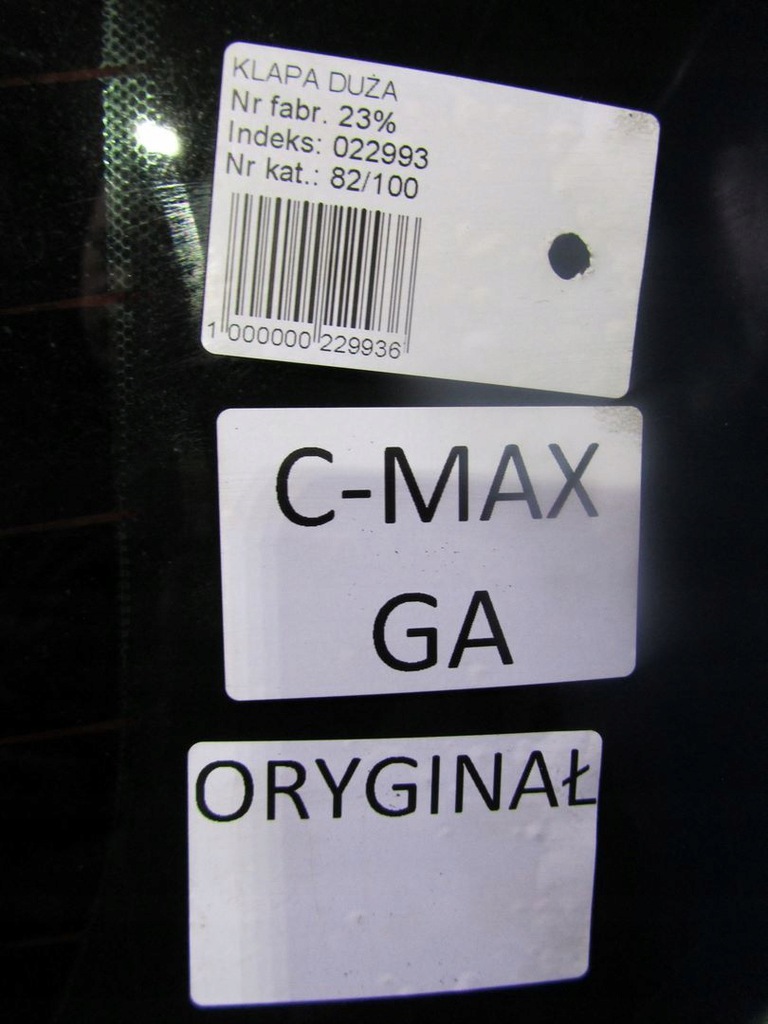 KLAPA DUŻA
Nr fabr. 23%
Indeks: 022993
Nr kat.: 82/100
1 000000 229936
C-MAX
GA
ORYGINAŁ